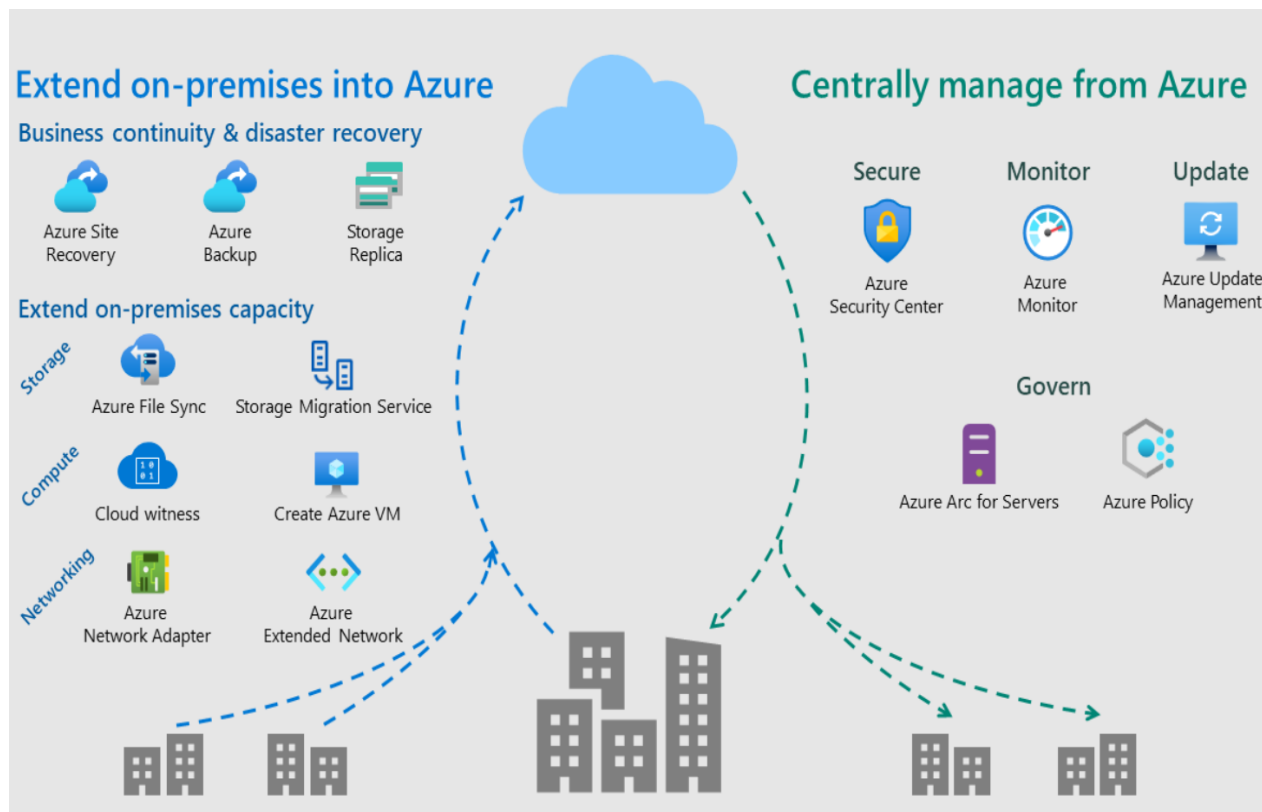 Extend on-premises into Azure
Business continuity & disaster recovery
Azure Site
Recovery
Azure
Backup
Storage
Replica
Extend on-premises capacity
Storage
Azure File Sync
Storage Migration Service
Compute
10
01
Cloud witness
Create Azure VM
Networking
Azure
Network Adapter
Azure
Extended Network
Centrally manage from Azure
Secure
Azure
Security Center
Monitor
Azure
Monitor
Update
Azure Update
Management
Govern
Azure Arc for Servers
Azure Policy